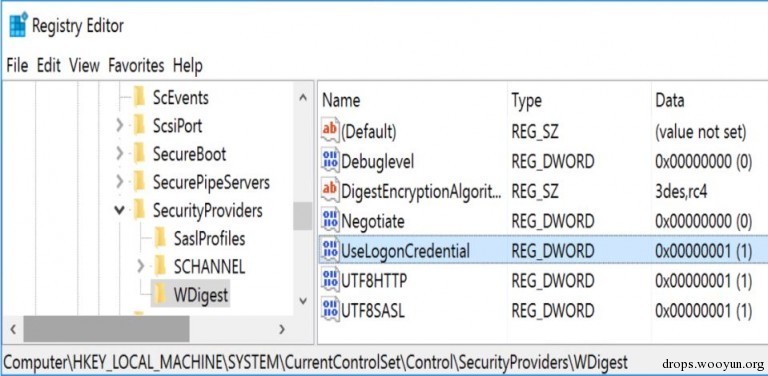 Registry Editor
File Edit View Favorites Help
ScEvents
ScsiPort
SecureBoot
SecurePipeServers
SecurityProviders
SaslProfiles
SCHANNEL
WDigest
Name Type Data
(Default) REG_SZ (value not set)
Debuglevel REG_DWORD 0x00000000 (0)
DigestEncryptionAlgorit... REG_SZ 3des,rc4
Negotiate REG_DWORD 0x00000000 (0)
UseLogonCredential REG_DWORD 0x00000001 (1)
UTF8HTTP REG_DWORD 0x00000001 (1)
UTF8SASL REG_DWORD 0x00000001 (1)
Computer\HKEY_LOCAL_MACHINE\SYSTEM\CurrentControlSet\Control\SecurityProviders\WDigest
drops.wooyun.org